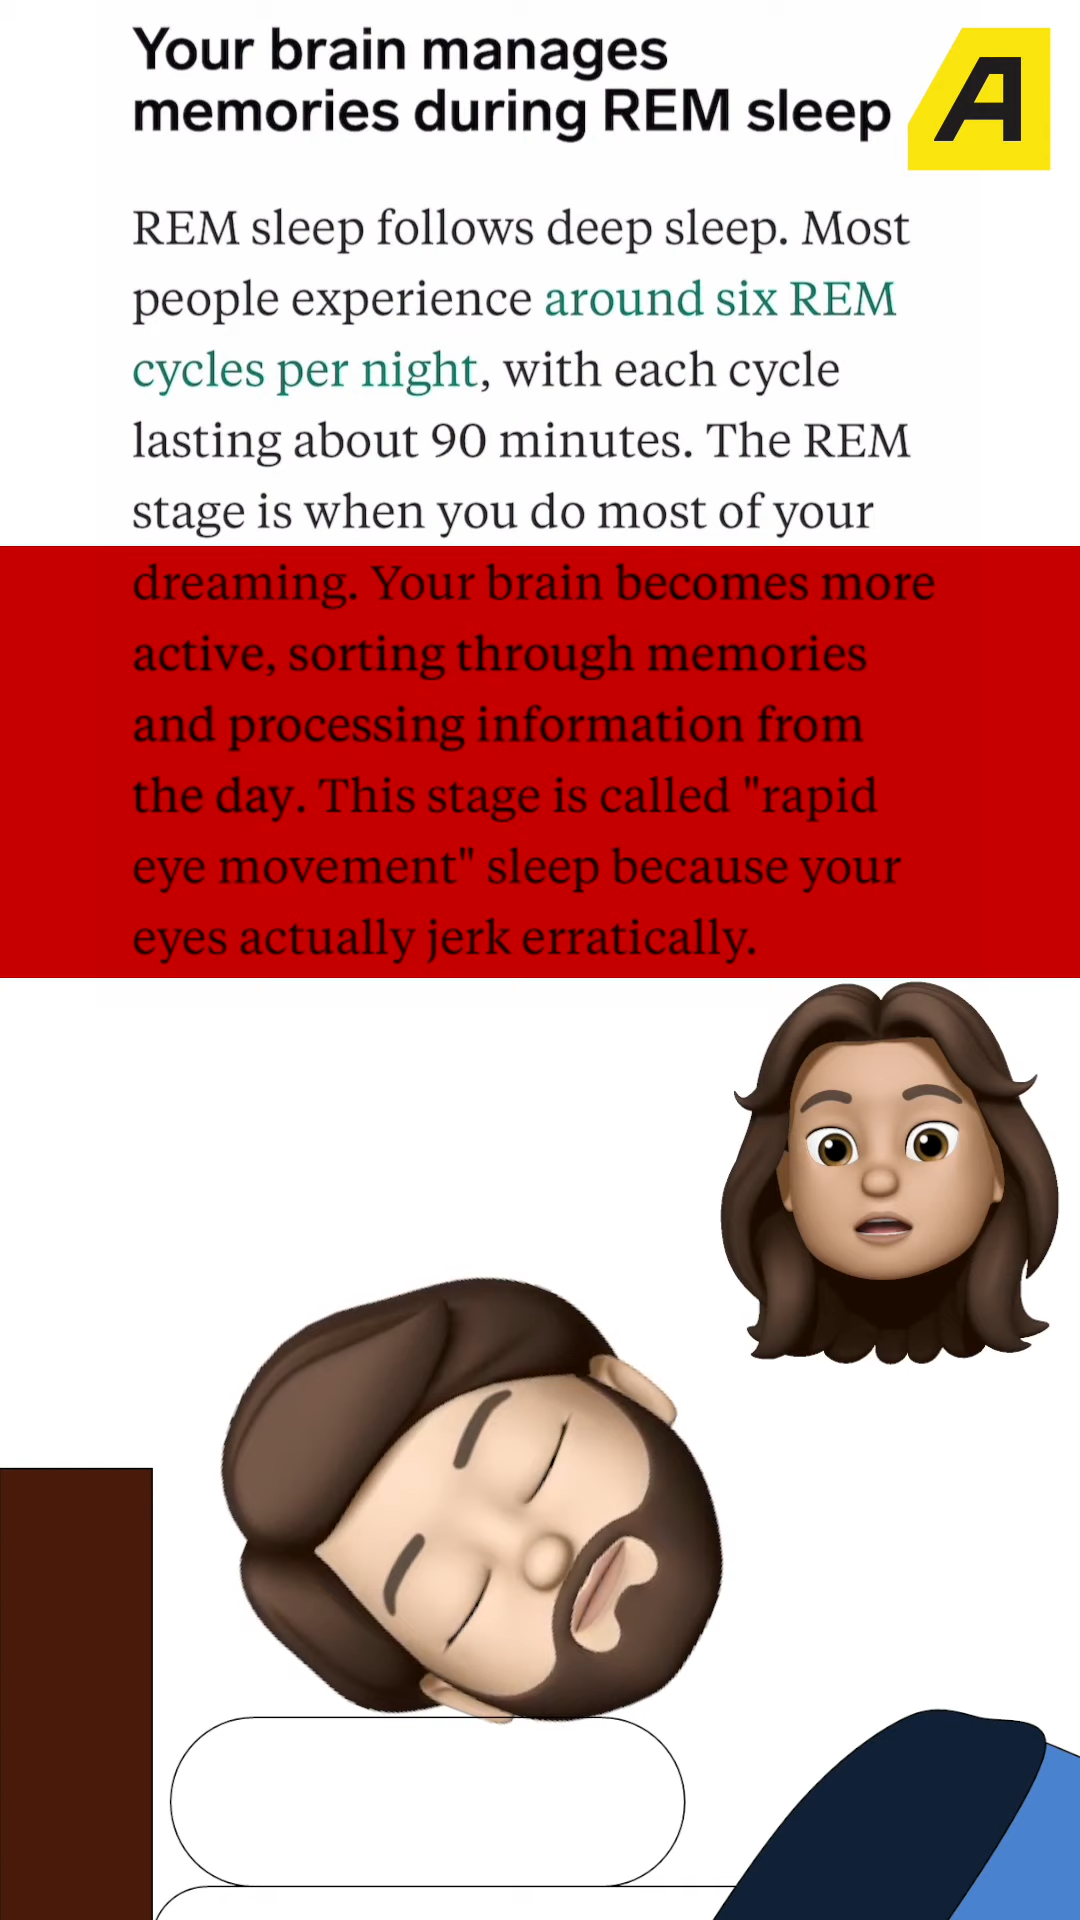 Your brain manages
memories during REM sleep
A
REM sleep follows deep sleep. Most
people experience around six REM
cycles per night, with each cycle
lasting about 90 minutes. The REM
stage is when you do most of your
dreaming. Your brain becomes more
active, sorting through memories
and processing information from
the day. This stage is called "rapid
eye movement" sleep because your
eyes actually jerk erratically.